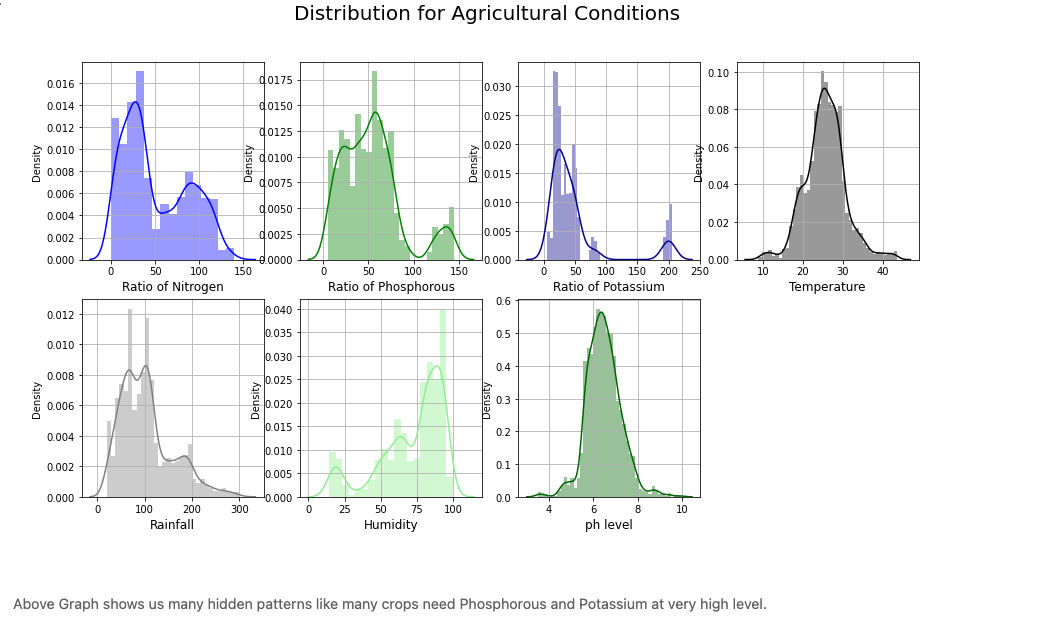 Distribution for Agricultural Conditions
0.016
0.014
0.012
0.010
0.008
0.006
0.004
0.002
0.000
Density
0 50 100 150
Ratio of Nitrogen
0.0175
0.0150
0.0125
0.0100
0.0075
0.0050
0.0025
0.0000
Density
0 50 100 150
Ratio of Phosphorous
0.030
0.025
0.020
0.015
0.010
0.005
0.000
Density
0 50 100 150 200 250
Ratio of Potassium
0.10
0.08
0.06
0.04
0.02
0.00
Density
10 20 30 40
Temperature
0.012
0.010
0.008
0.006
0.004
0.002
0.000
Density
0 100 200 300
Rainfall
0.040
0.035
0.030
0.025
0.020
0.015
0.010
0.005
0.000
Density
0 25 50 75 100
Humidity
0.6
0.5
0.4
0.3
0.2
0.1
0.0
Density
4 6 8 10
ph level
Above Graph shows us many hidden patterns like many crops need Phosphorous and Potassium at very high level.